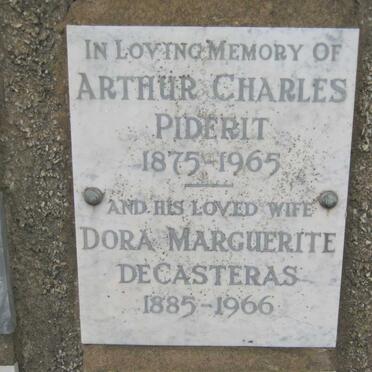 In Loving Memory Of
Arthur Charles
Piderit
1875-1965
And his loved wife
Dora Marguerite
deCasteras
1885-1966